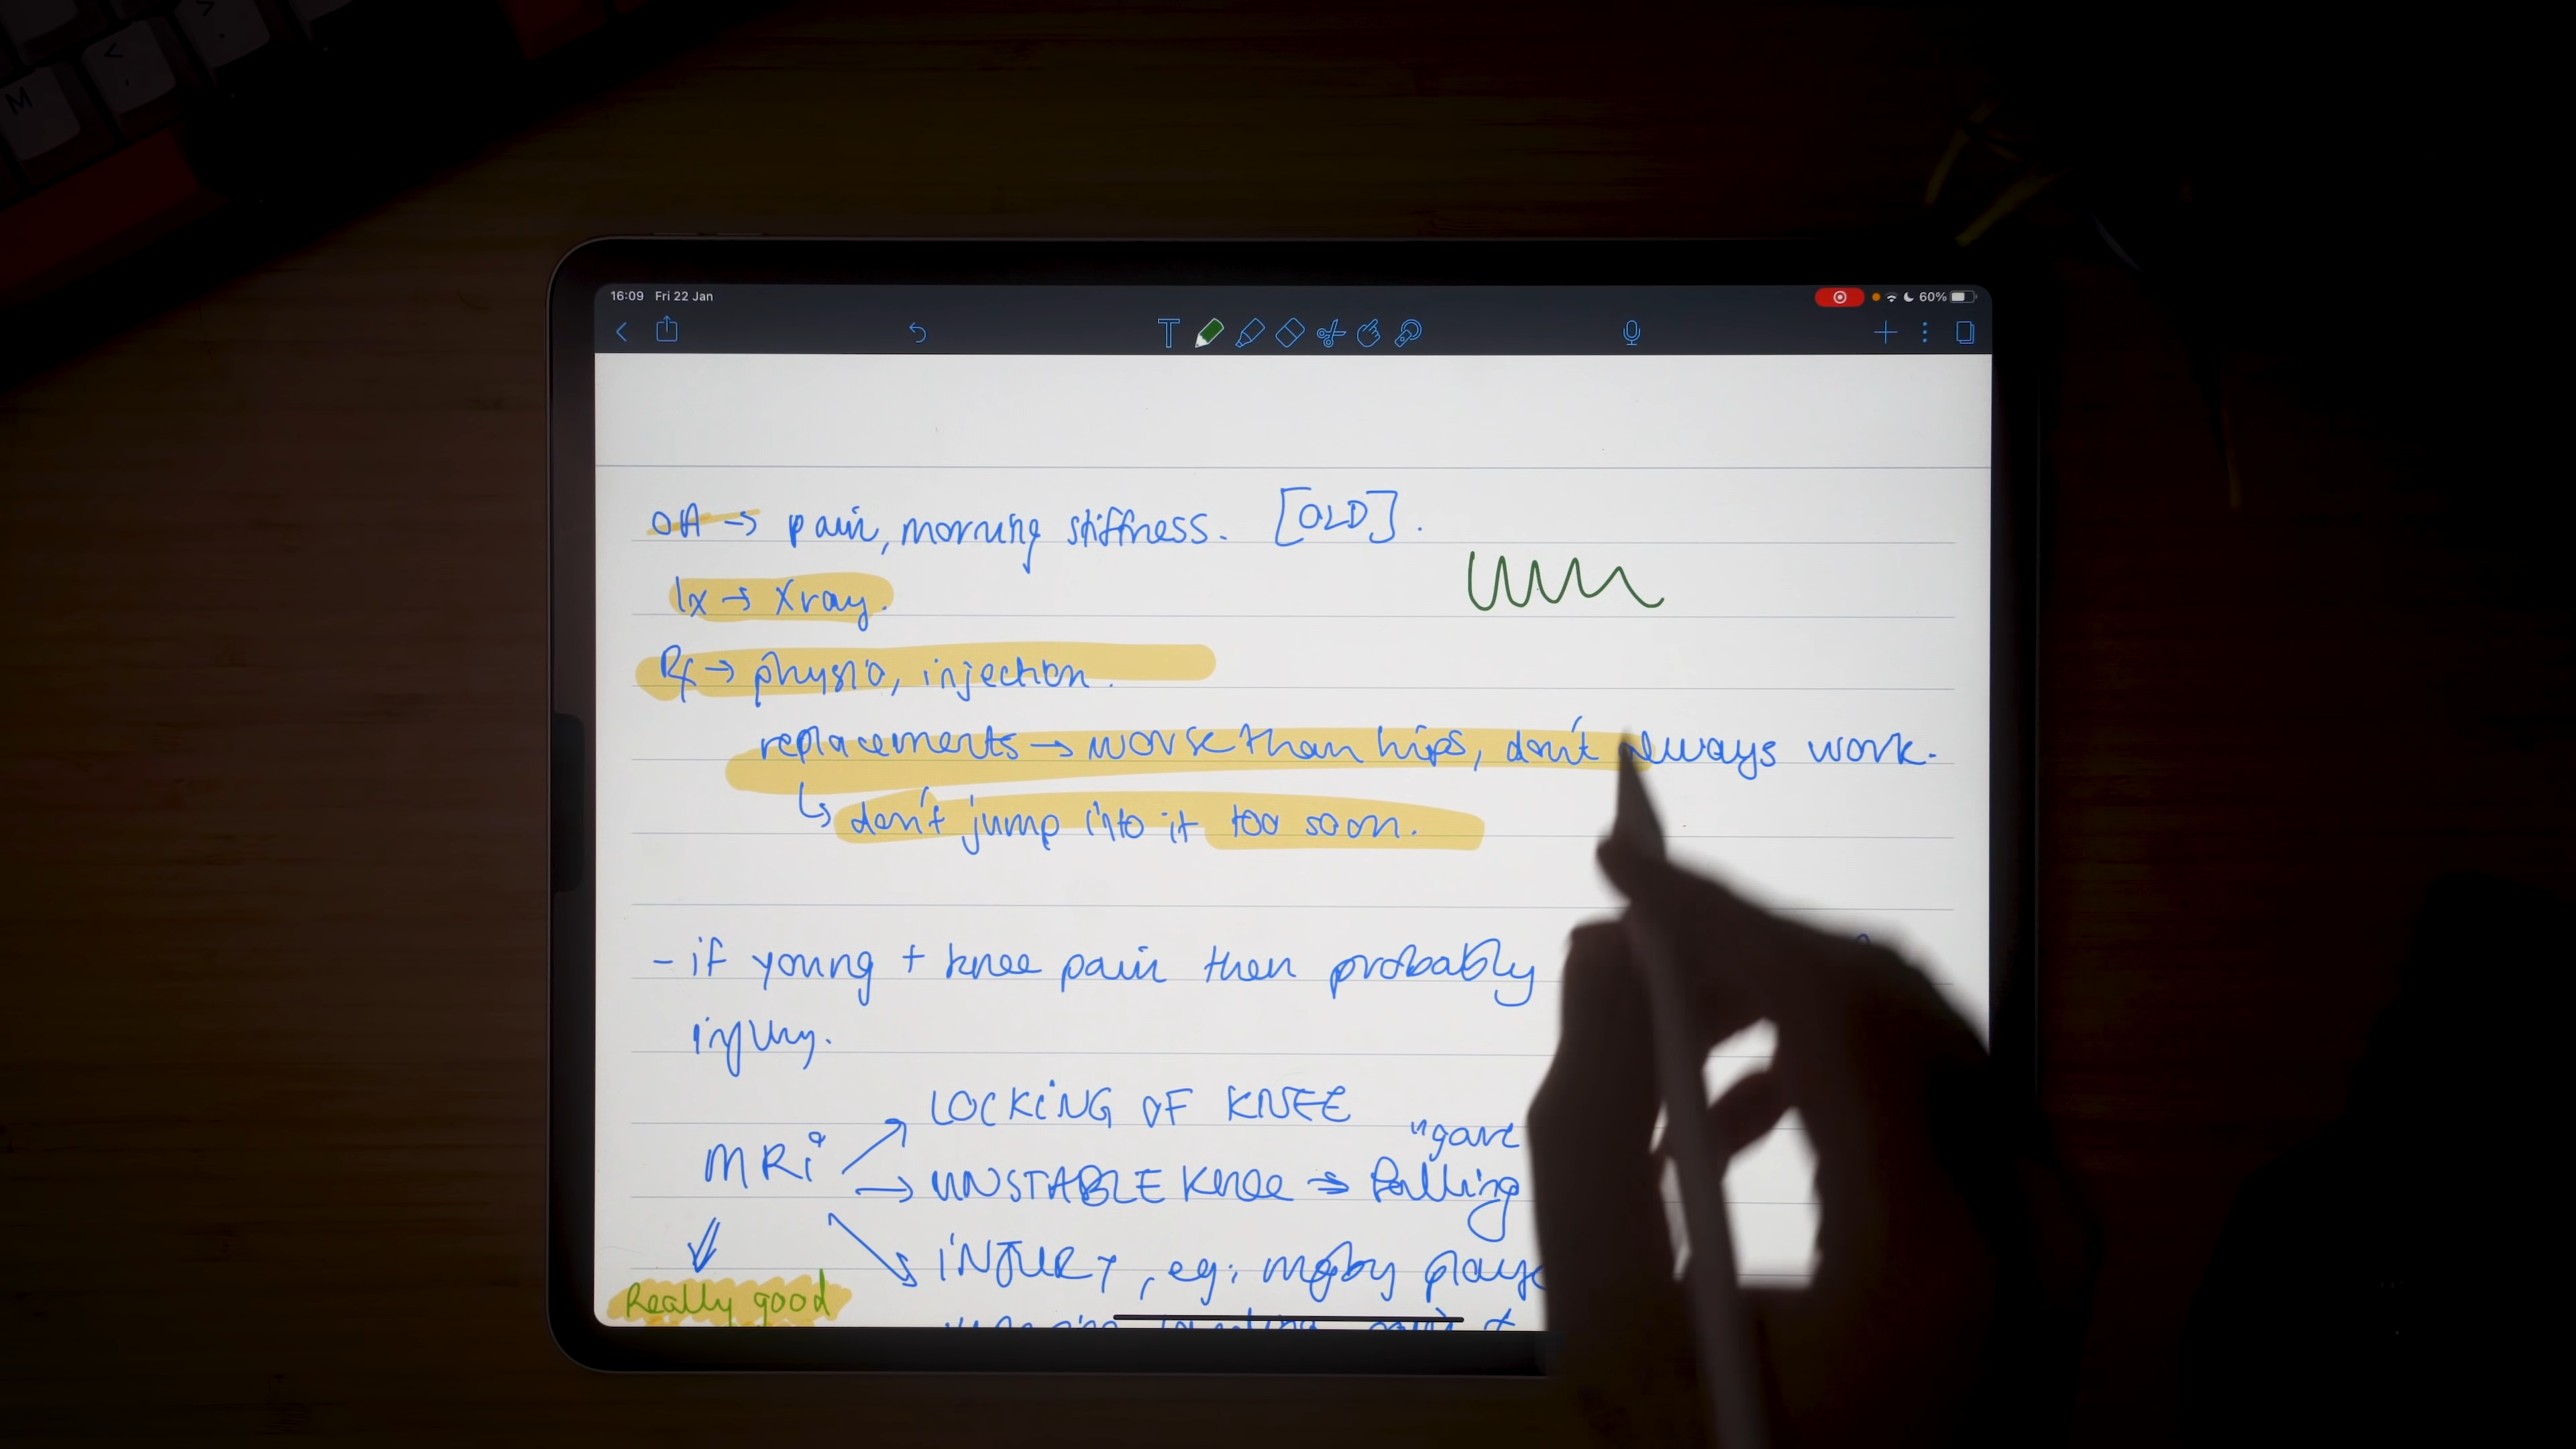 M
<
,
>
.
16:09 Fri 22 Jan
60%
T
OA → pain, morning stiffness. [OLD].
Ix → Xray.
Rx → physio, injection.
replacements → worse than hips, don't always work.
↳ don't jump into it too soon.
- if young + knee pain then probably
injury.
LOCKiNG OF KNEE
"gave
MRi
→ UNSTABLE Knee → falling
iNJURY, eg: rugby playe
Really good